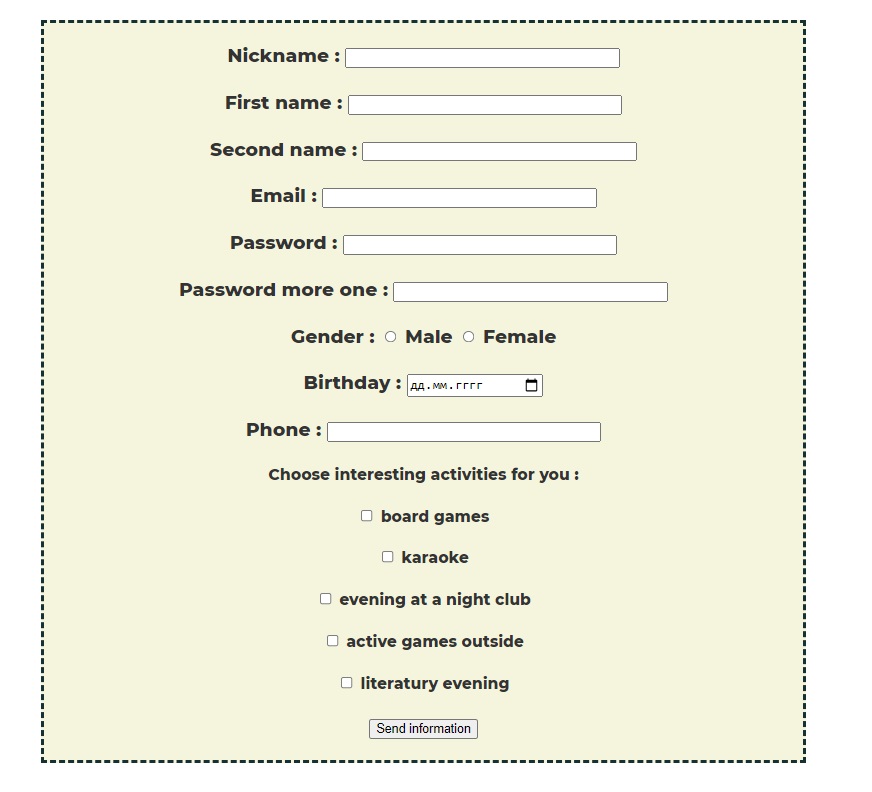 Nickname :
First name :
Second name :
Email :
Password :
Password more one :
Gender : Male Female
Birthday : дд.мм.гггг
Phone :
Choose interesting activities for you :
board games
karaoke
evening at a night club
active games outside
literatury evening
Send information